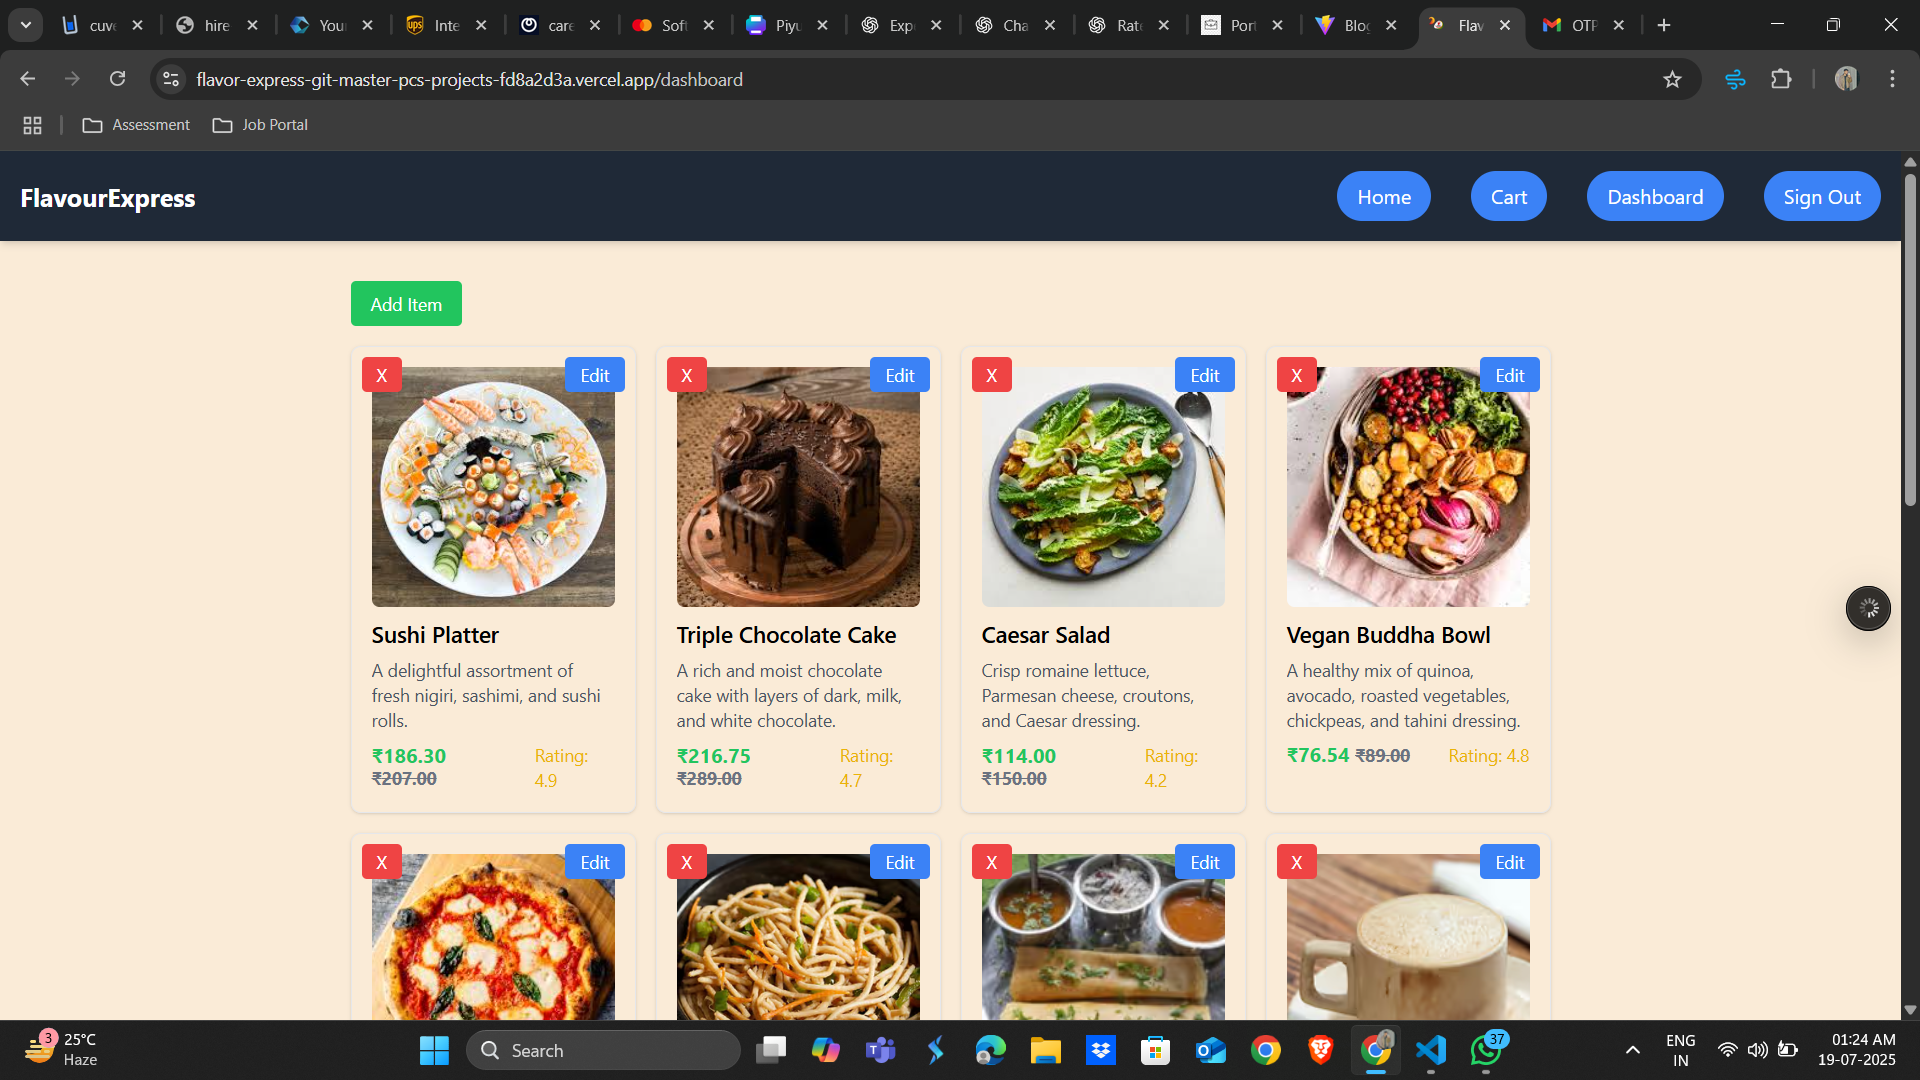 cuve
hire
You
Inte
care
Soft
Piyu
Exp
Cha
Rate
Port
Blog
Flav
OTP
flavor-express-git-master-pcs-projects-fd8a2d3a.vercel.app/dashboard
Assessment
Job Portal
FlavourExpress
Home
Cart
Dashboard
Sign Out
Add Item
X
Edit
X
Edit
X
Edit
X
Edit
Sushi Platter
A delightful assortment of
fresh nigiri, sashimi, and sushi
rolls.
₹186.30
₹207.00
Rating:
4.9
Triple Chocolate Cake
A rich and moist chocolate
cake with layers of dark, milk,
and white chocolate.
₹216.75
₹289.00
Rating:
4.7
Caesar Salad
Crisp romaine lettuce,
Parmesan cheese, croutons,
and Caesar dressing.
₹114.00
₹150.00
Rating:
4.2
Vegan Buddha Bowl
A healthy mix of quinoa,
avocado, roasted vegetables,
chickpeas, and tahini dressing.
₹76.54 ₹89.00
Rating: 4.8
X
Edit
X
Edit
X
Edit
X
Edit
3
25°C
Haze
Search
37
ENG
IN
01:24 AM
19-07-2025